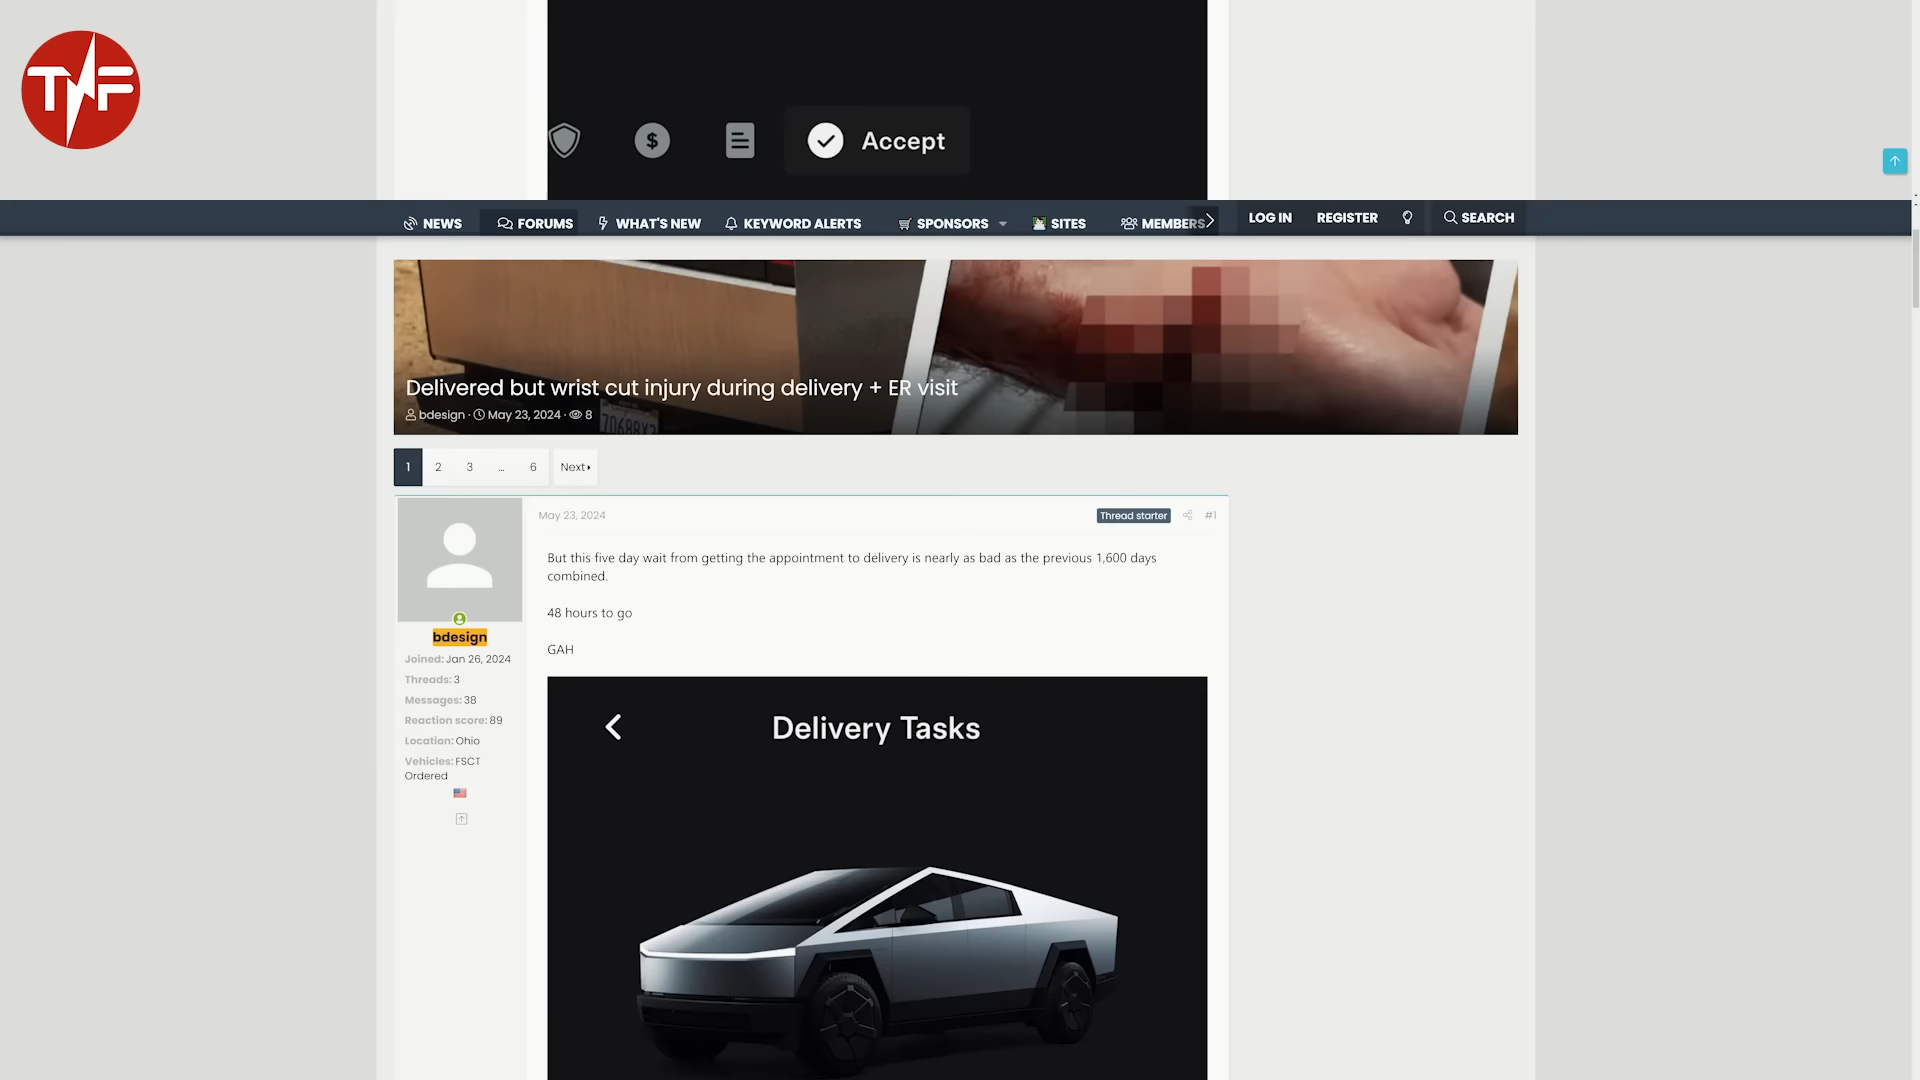 TNF
$
Accept
NEWS
FORUMS
WHAT'S NEW
KEYWORD ALERTS
SPONSORS
SITES
MEMBERS
LOG IN
REGISTER
SEARCH
Delivered but wrist cut injury during delivery + ER visit
bdesign · May 23, 2024 · 8
1 2 3 ... 6 Next
May 23, 2024
Thread starter
#1
But this five day wait from getting the appointment to delivery is nearly as bad as the previous 1,600 days
combined.
48 hours to go
GAH
bdesign
Joined: Jan 26, 2024
Threads: 3
Messages: 38
Reaction score: 89
Location: Ohio
Vehicles: FSCT
Ordered
Delivery Tasks